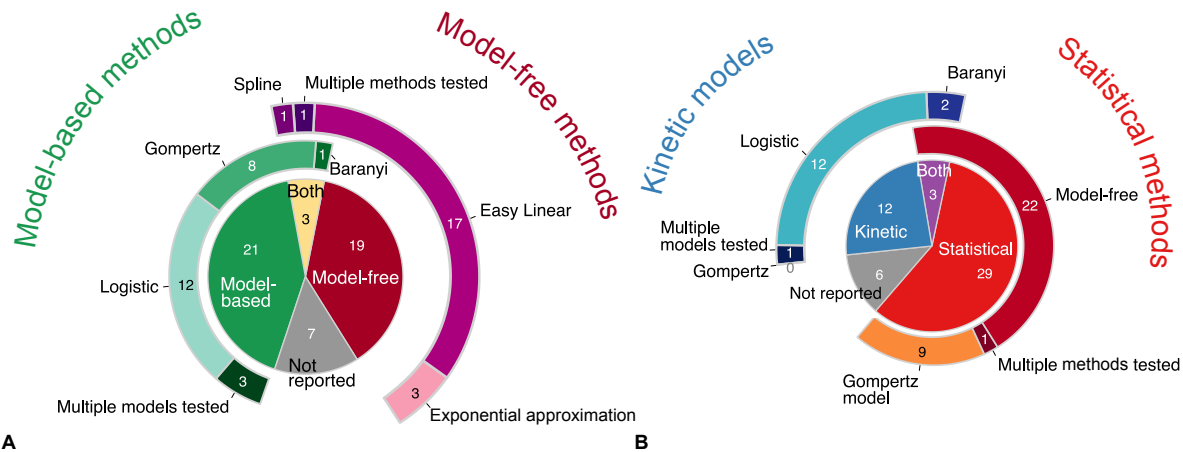 Model-based methods
Model-free methods
Spline
Multiple methods tested
1
1
Gompertz
8
1
Baranyi
Both
3
17
Easy Linear
21
19
Model-
based
Model-free
Logistic
12
7
Not
reported
3
Multiple models tested
3
Exponential approximation
A
Kinetic models
Statistical methods
Baranyi
2
Logistic
12
Both
3
22
Model-free
12
Kinetic
Statistical
29
Multiple
models tested
1
Gompertz
0
6
Not reported
9
1
Gompertz
model
Multiple methods tested
B